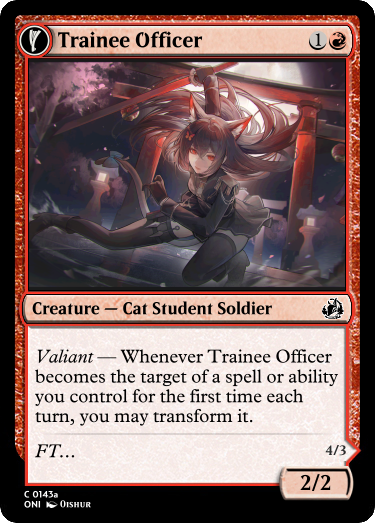 Trainee Officer 1
Creature — Cat Student Soldier
Valiant — Whenever Trainee Officer
becomes the target of a spell or ability
you control for the first time each
turn, you may transform it.
FT...
4/3
2/2
C 0143a
ONI Oishur